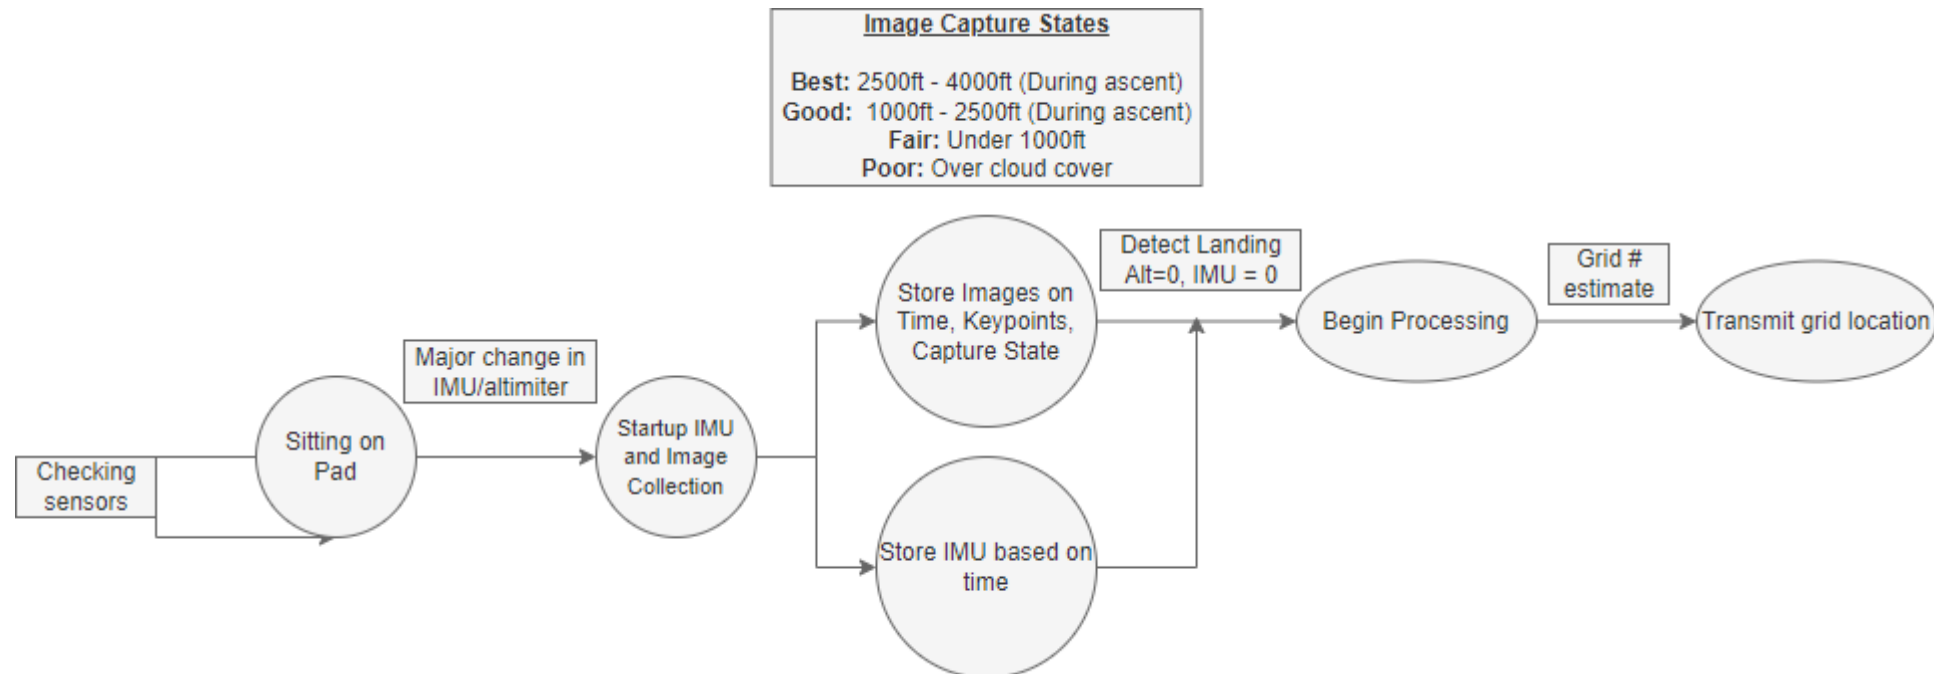 Image Capture States
Best: 2500ft - 4000ft (During ascent)
Good: 1000ft - 2500ft (During ascent)
Fair: Under 1000ft
Poor: Over cloud cover
Checking
sensors
Sitting on
Pad
Major change in
IMU/altimiter
Startup IMU
and Image
Collection
Store Images on
Time, Keypoints,
Capture State
Store IMU based on
time
Detect Landing
Alt=0, IMU = 0
Begin Processing
Grid #
estimate
Transmit grid location